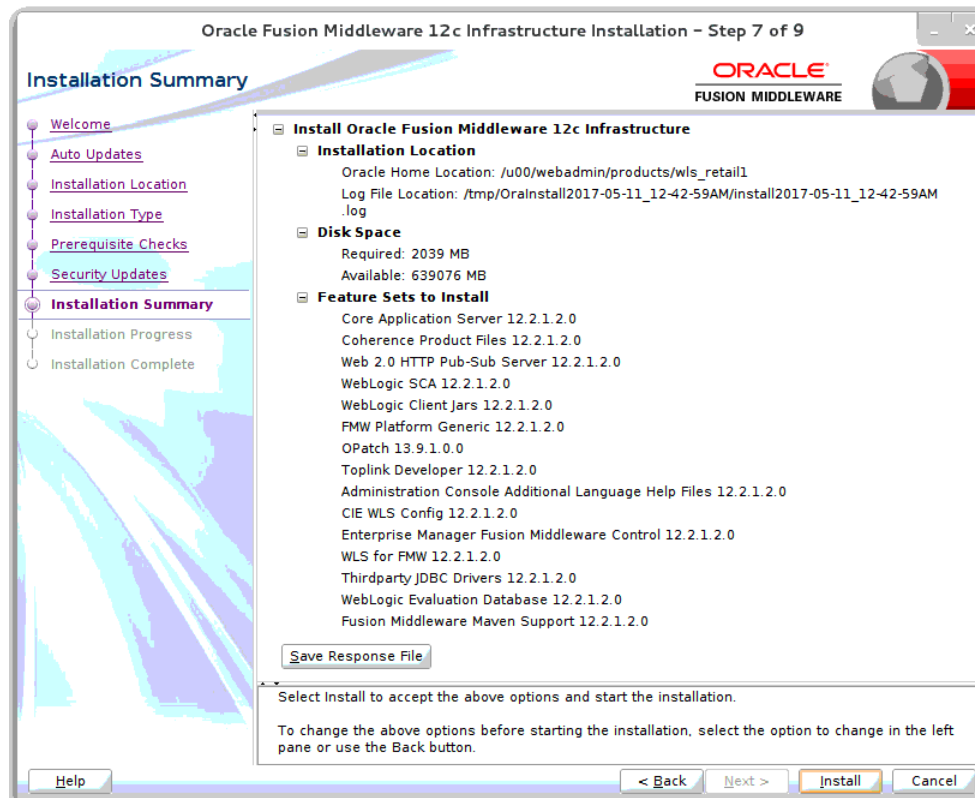 Oracle Fusion Middleware 12c Infrastructure Installation - Step 7 of 9
Installation Summary
ORACLE
FUSION MIDDLEWARE
Welcome
Auto Updates
Installation Location
Installation Type
Prerequisite Checks
Security Updates
Installation Summary
Installation Progress
Installation Complete
Install Oracle Fusion Middleware 12c Infrastructure
Installation Location
Oracle Home Location: /u00/webadmin/products/wls_retail1
Log File Location: /tmp/OraInstall2017-05-11_12-42-59AM/install2017-05-11_12-42-59AM
.log
Disk Space
Required: 2039 MB
Available: 639076 MB
Feature Sets to Install
Core Application Server 12.2.1.2.0
Coherence Product Files 12.2.1.2.0
Web 2.0 HTTP Pub-Sub Server 12.2.1.2.0
WebLogic SCA 12.2.1.2.0
WebLogic Client Jars 12.2.1.2.0
FMW Platform Generic 12.2.1.2.0
OPatch 13.9.1.0.0
Toplink Developer 12.2.1.2.0
Administration Console Additional Language Help Files 12.2.1.2.0
CIE WLS Config 12.2.1.2.0
Enterprise Manager Fusion Middleware Control 12.2.1.2.0
WLS for FMW 12.2.1.2.0
Thirdparty JDBC Drivers 12.2.1.2.0
WebLogic Evaluation Database 12.2.1.2.0
Fusion Middleware Maven Support 12.2.1.2.0
Save Response File
Select Install to accept the above options and start the installation.
To change the above options before starting the installation, select the option to change in the left
pane or use the Back button.
Help
< Back
Next >
Install
Cancel